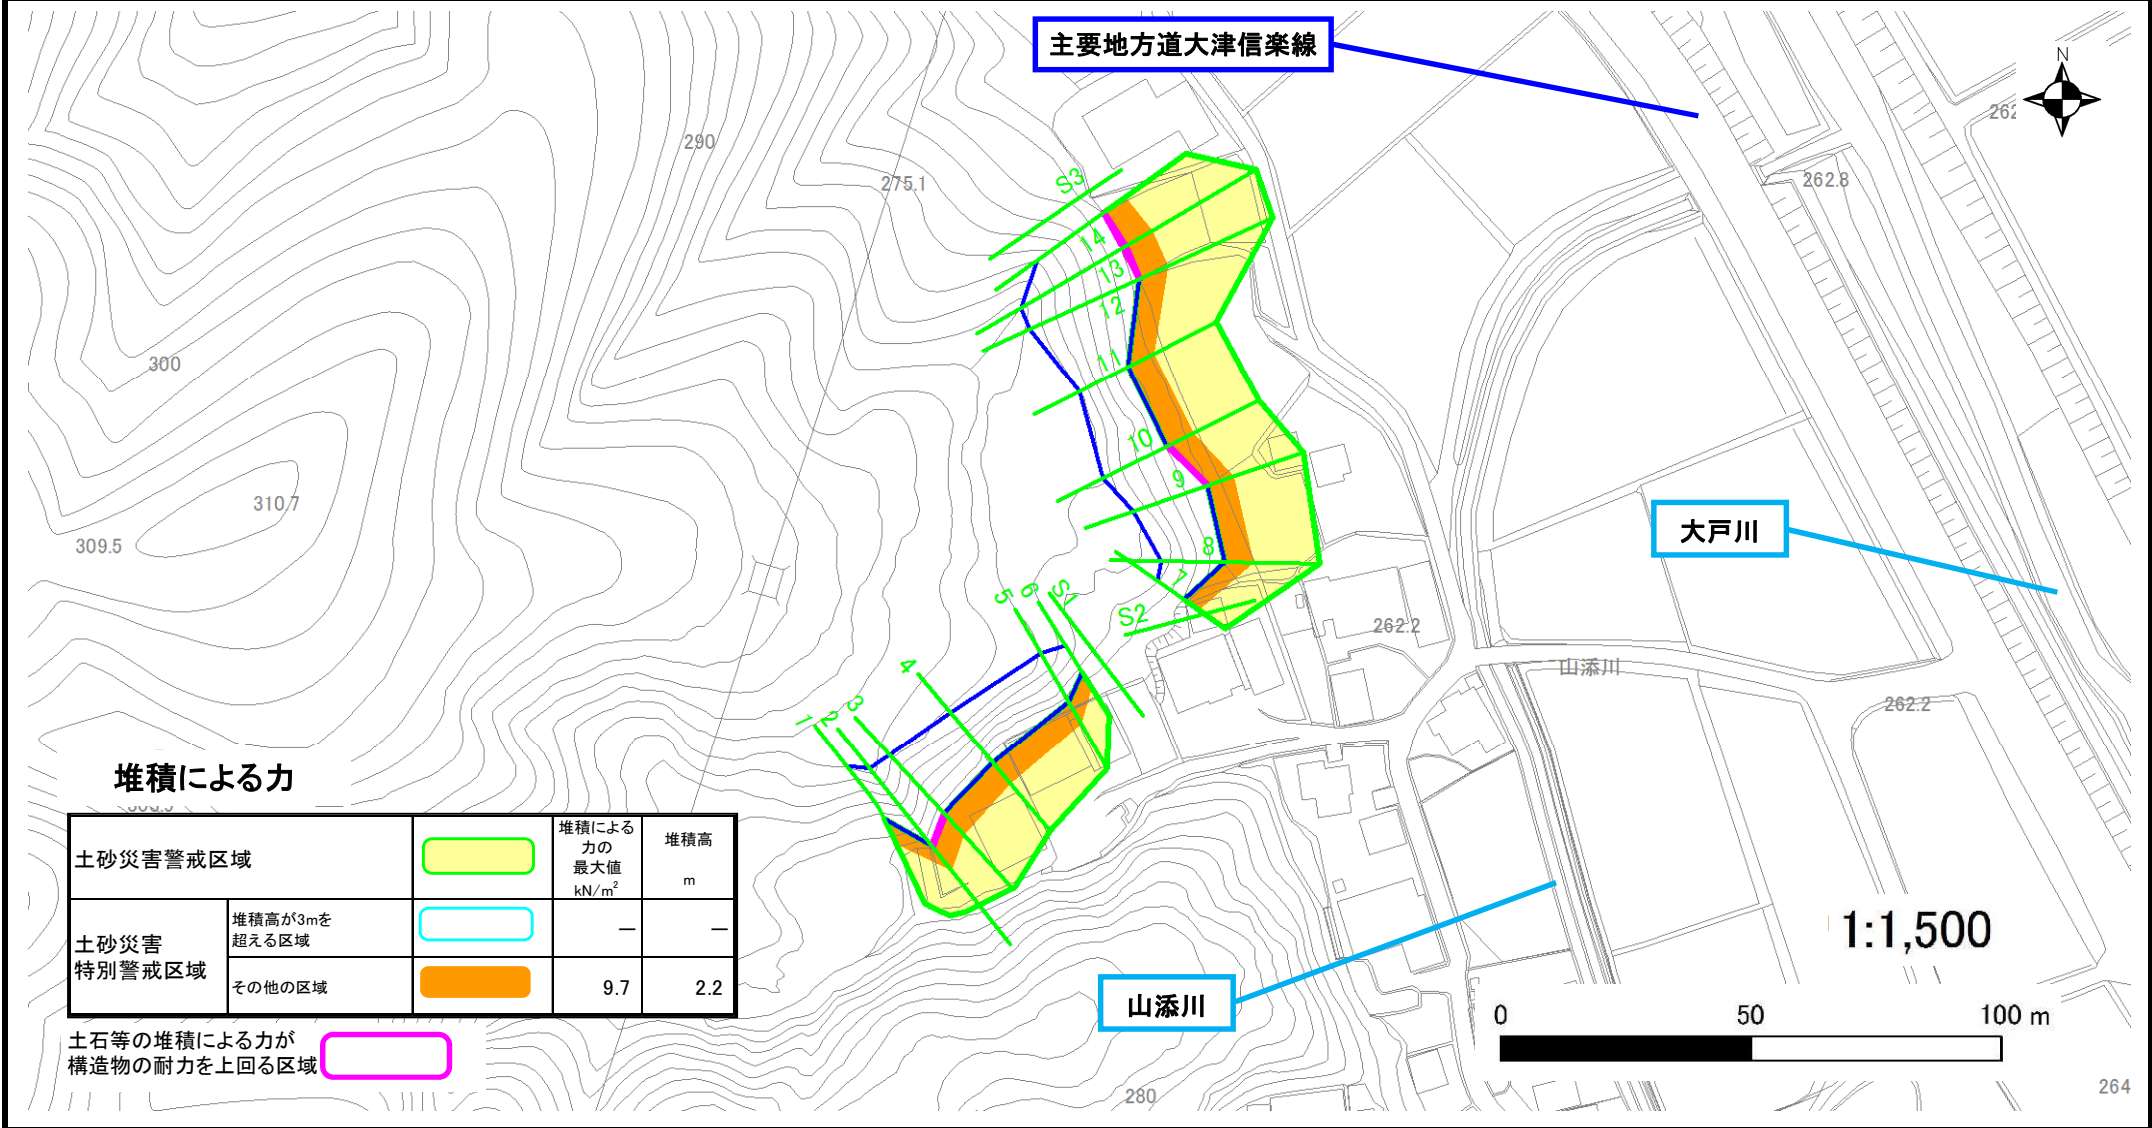 主要地方道大津信楽線
N
262
290
275.1
262.8
S3
14
13
12
11
10
9
8
7
S2
S1
6
5
4
3
2
1
300
310.7
309.5
大戸川
262.2
山添川
262.2
堆積による力
土砂災害警戒区域
堆積による
力の
最大値
kN/m²
堆積高
m
土砂災害
特別警戒区域
堆積高が3mを
超える区域
—
—
その他の区域
9.7
2.2
土石等の堆積による力が
構造物の耐力を上回る区域
山添川
1:1,500
0
50
100 m
280
264